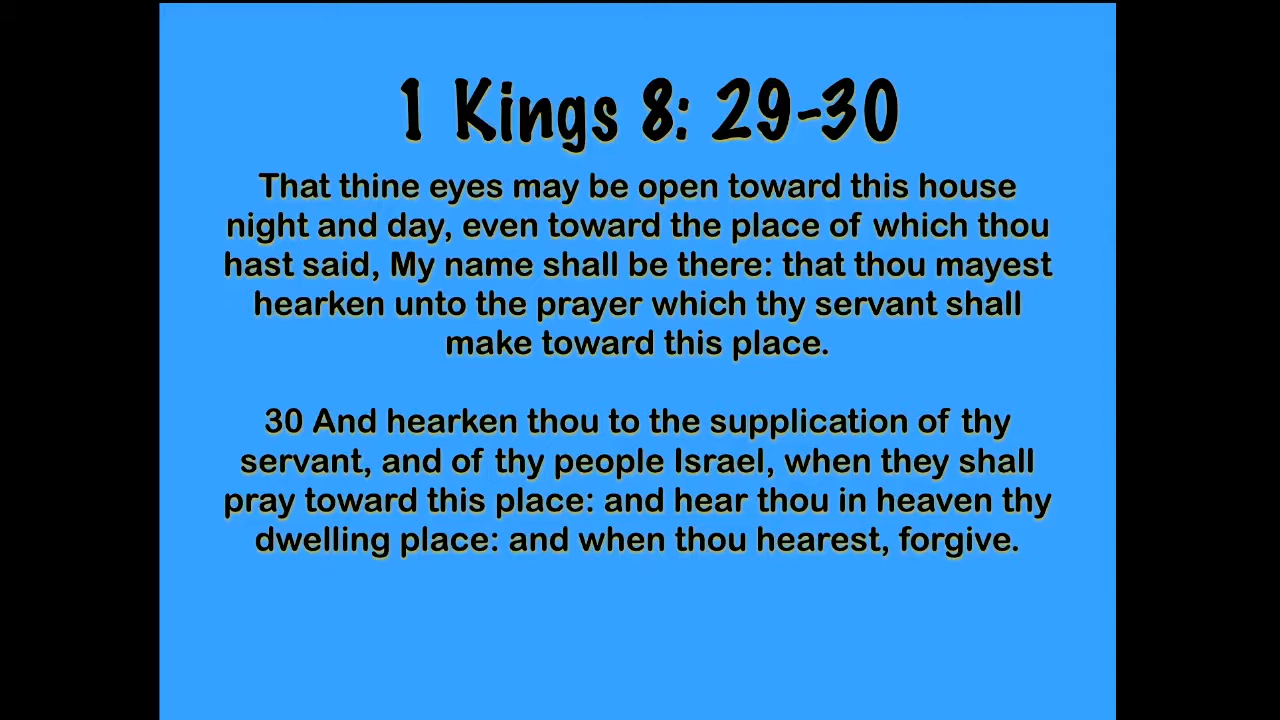 1 Kings 8: 29-30
That thine eyes may be open toward this house
night and day, even toward the place of which thou
hast said, My name shall be there: that thou mayest
hearken unto the prayer which thy servant shall
make toward this place.
30 And hearken thou to the supplication of thy
servant, and of thy people Israel, when they shall
pray toward this place: and hear thou in heaven thy
dwelling place: and when thou hearest, forgive.